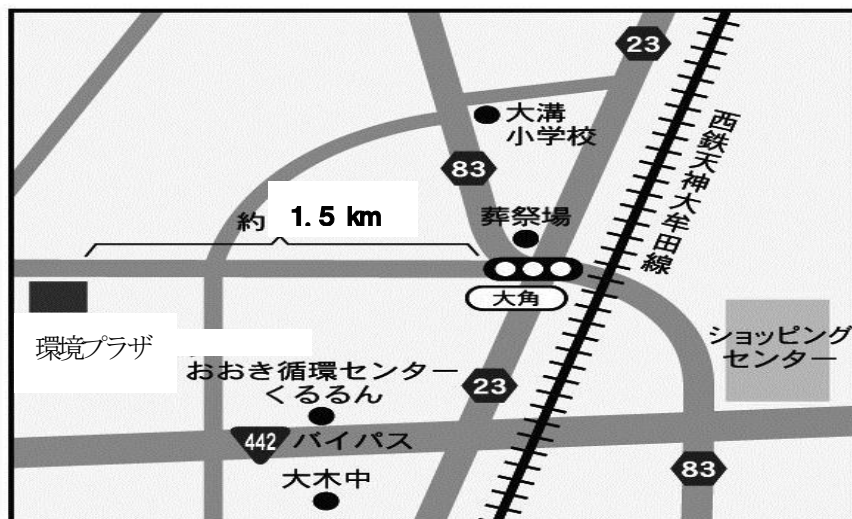 23
大溝
小学校
83
西鉄天神大牟田線
約 1.5 km
葬祭場
大角
環境プラザ
ショッピング
センター
おおき循環センター
くるるん
23
442 バイパス
大木中
83